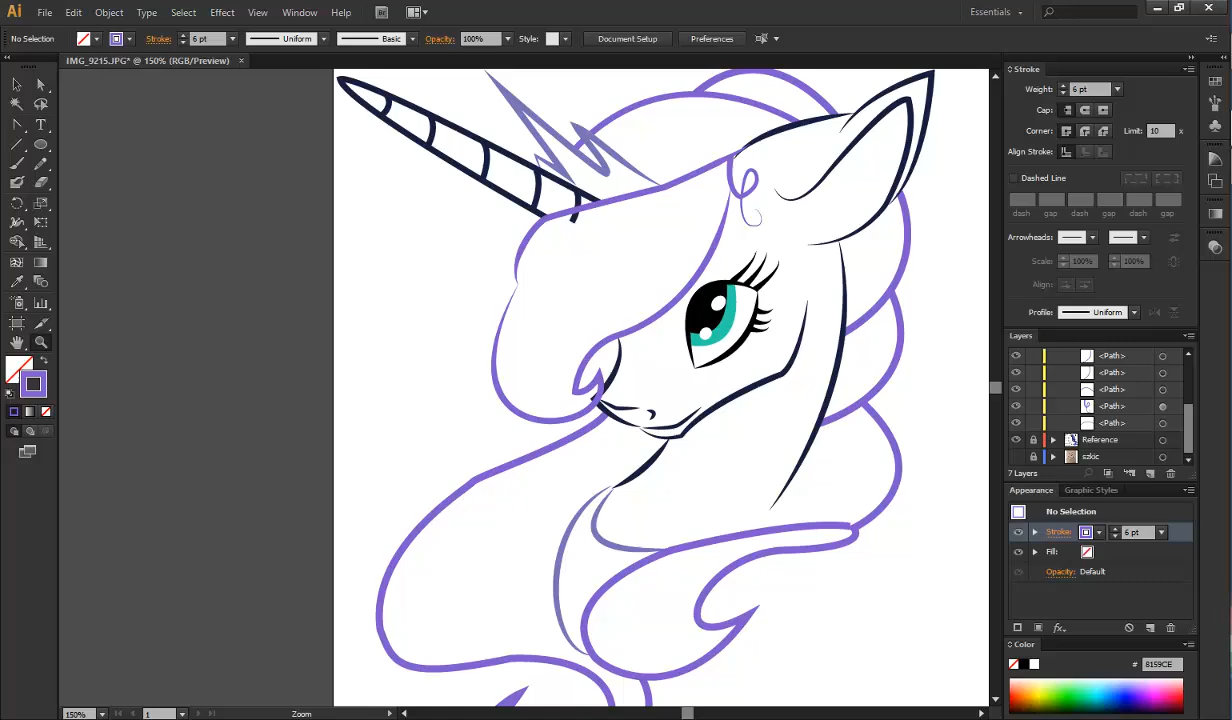 Ai File Edit Object Type Select Effect View Window Help Br Essentials
No Selection Stroke: 6 pt Uniform Basic Opacity: 100% Style: Document Setup Preferences
IMG_9215.JPG* @ 150% (RGB/Preview) ×
Stroke
Weight: 6 pt
Cap:
Corner: Limit: 10 x
Align Stroke:
Dashed Line
dash gap dash gap dash gap
Arrowheads:
Scale: 100% 100%
Align:
Profile: Uniform
Layers
<Path>
<Path>
<Path>
<Path>
<Path>
Reference
szkic
7 Layers
Appearance Graphic Styles
No Selection
Stroke: 6 pt
Fill:
Opacity: Default
fx
Color
# 8159CE
150% 1 Zoom